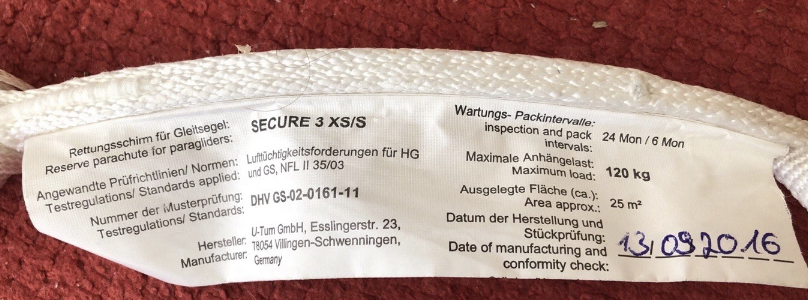 Rettungsschirm für Gleitsegel:
Reserve parachute for paragliders:
SECURE 3 XS/S
Angewandte Prüfrichtlinien/ Normen:
Testregulations/ Standards applied:
Lufttüchtigkeitsforderungen für HG
und GS, NFL II 35/03
Nummer der Musterprüfung:
Testregulations/ Standards:
DHV GS-02-0161-11
Hersteller:
Manufacturer:
U-Turn GmbH, Esslingerstr. 23,
78054 Villingen-Schwenningen,
Germany
Wartungs- Packintervalle:
inspection and pack
intervals:
24 Mon / 6 Mon
Maximale Anhängelast:
Maximum load:
120 kg
Ausgelegte Fläche (ca.):
Area approx.:
25 m²
Datum der Herstellung und
Stückprüfung:
Date of manufacturing and
conformity check:
13.09.2016